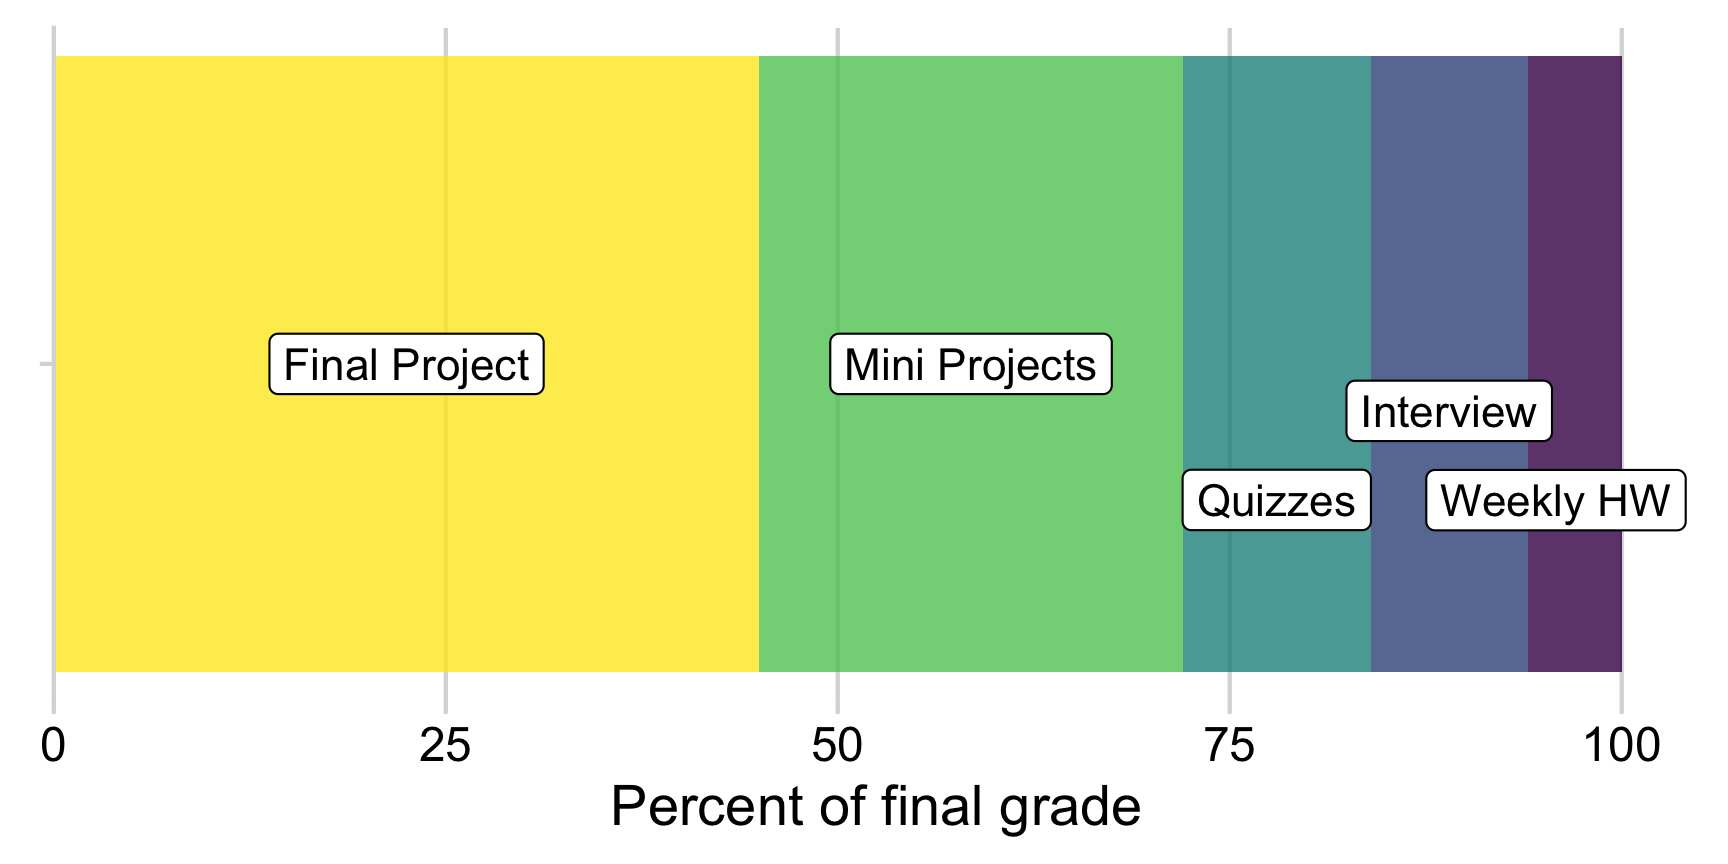 Final Project
Mini Projects
Interview
Quizzes
Weekly HW
0
25
50
75
100
Percent of final grade